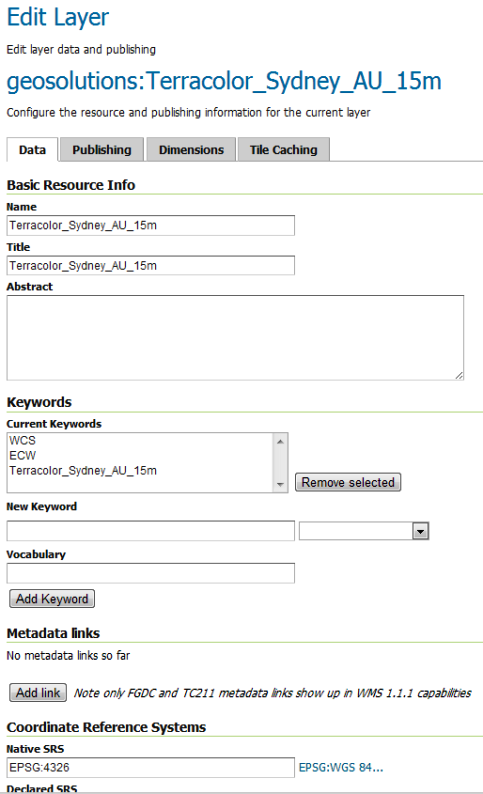 Edit Layer
Edit layer data and publishing
geosolutions:Terracolor_Sydney_AU_15m
Configure the resource and publishing information for the current layer
Data Publishing Dimensions Tile Caching
Basic Resource Info
Name
Terracolor_Sydney_AU_15m
Title
Terracolor_Sydney_AU_15m
Abstract
Keywords
Current Keywords
WCS
ECW
Terracolor_Sydney_AU_15m
Remove selected
New Keyword
Vocabulary
Add Keyword
Metadata links
No metadata links so far
Add link Note only FGDC and TC211 metadata links show up in WMS 1.1.1 capabilities
Coordinate Reference Systems
Native SRS
EPSG:4326 EPSG:WGS 84...
Declared SRS